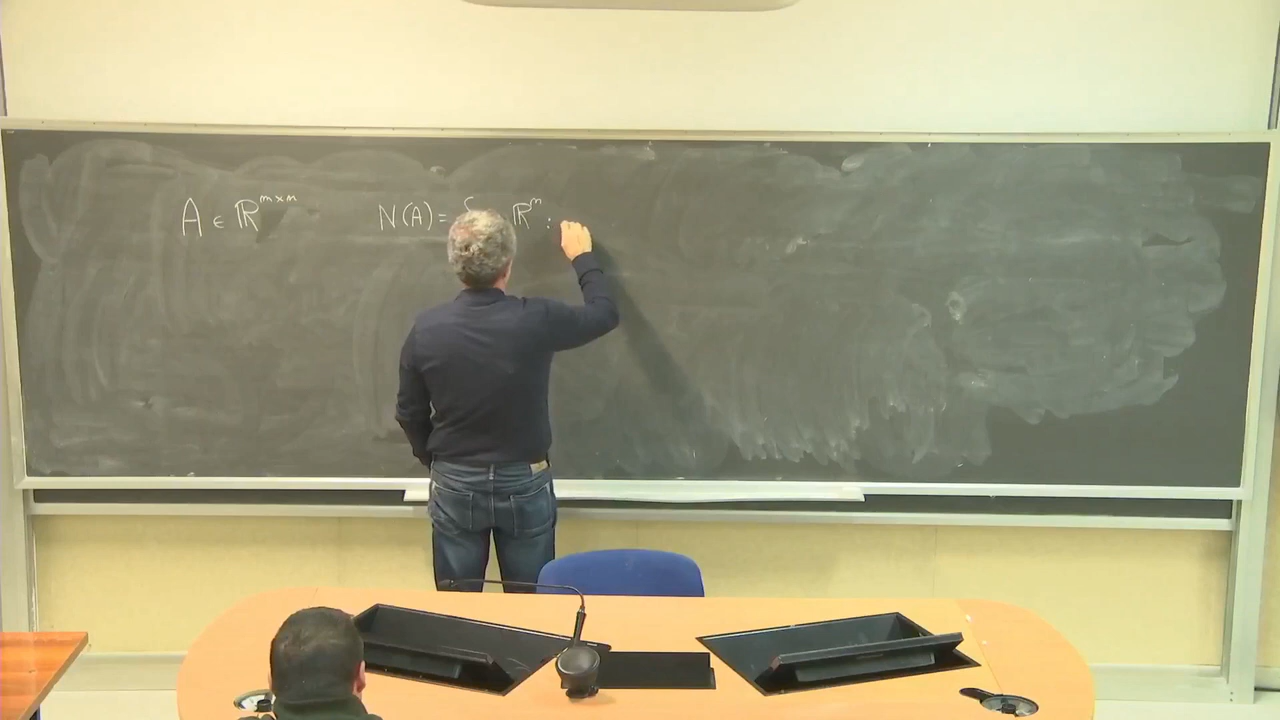 A ∈ ℝ^{m×n} N(A) = { ℝ^n :